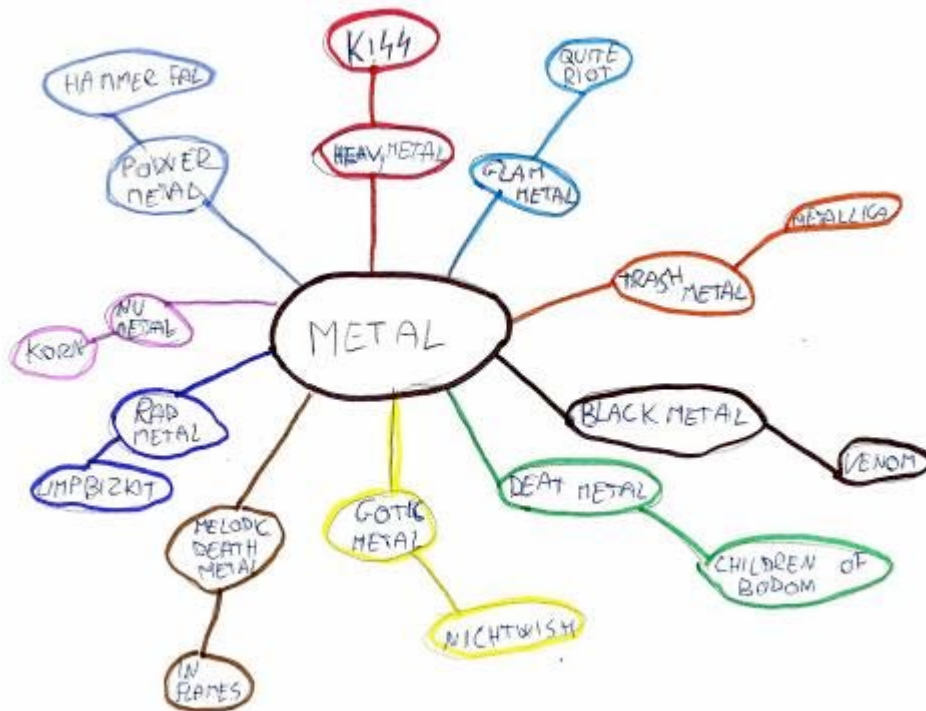 KISS
QUITE
RIOT
HAMMER FAL
HEAVY METAL
GLAM
METAL
POWER
METAL
METALLICA
TRASH
METAL
NU
METAL
METAL
KORN
RAP
METAL
BLACK METAL
VENOM
LIMPBIZKIT
DEAT METAL
MELODIC
DEATH
METAL
GOTIC
METAL
CHILDREN OF
BODOM
NICHTWISH
IN
FLAMES